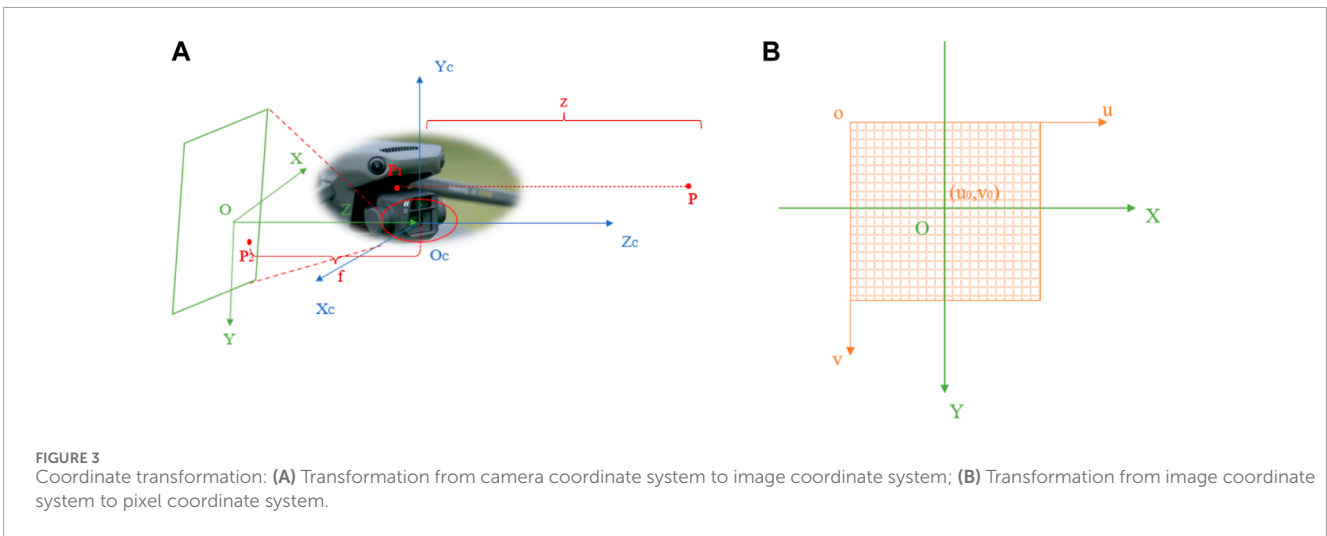 A
B
Yc
z
o
u
X
P₁
P
(u₀,v₀)
O
Z
X
O
P₂
Oc
Zc
f
Xc
Y
v
Y
FIGURE 3
Coordinate transformation: (A) Transformation from camera coordinate system to image coordinate system; (B) Transformation from image coordinate
system to pixel coordinate system.